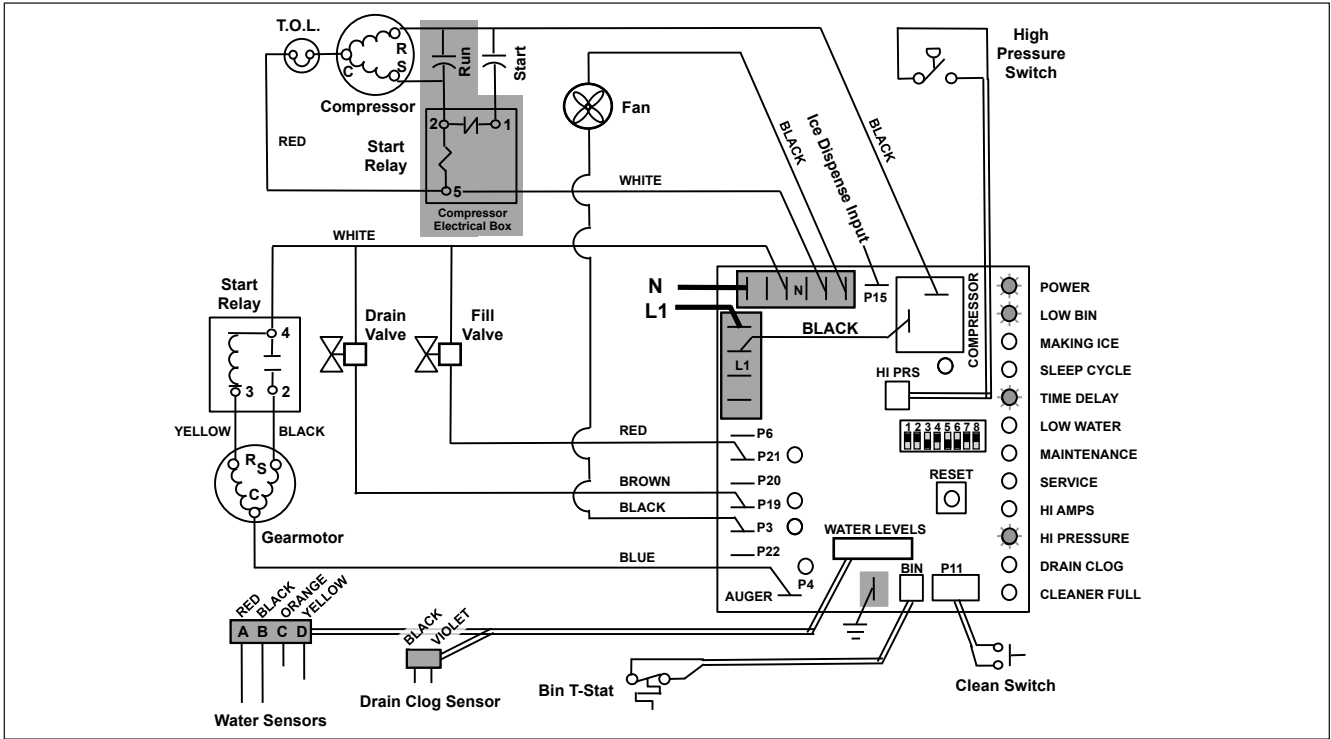 T.O.L.
R
S
C
Compressor
Run
Start
2
1
5
Start
Relay
Compressor
Electrical Box
RED
WHITE
Fan
BLACK
Ice Dispense Input
BLACK
High
Pressure
Switch
WHITE
Start
Relay
4
3
2
Drain
Valve
Fill
Valve
YELLOW
BLACK
R
S
C
Gearmotor
N
L1
N
P15
COMPRESSOR
BLACK
L1
HI PRS
1 2 3 4 5 6 7 8
RESET
RED
BROWN
BLACK
BLUE
P6
P21
P20
P19
P3
P22
P4
AUGER
WATER LEVELS
BIN
P11
POWER
LOW BIN
MAKING ICE
SLEEP CYCLE
TIME DELAY
LOW WATER
MAINTENANCE
SERVICE
HI AMPS
HI PRESSURE
DRAIN CLOG
CLEANER FULL
RED
BLACK
ORANGE
YELLOW
A B C D
Water Sensors
BLACK
VIOLET
Drain Clog Sensor
Bin T-Stat
Clean Switch